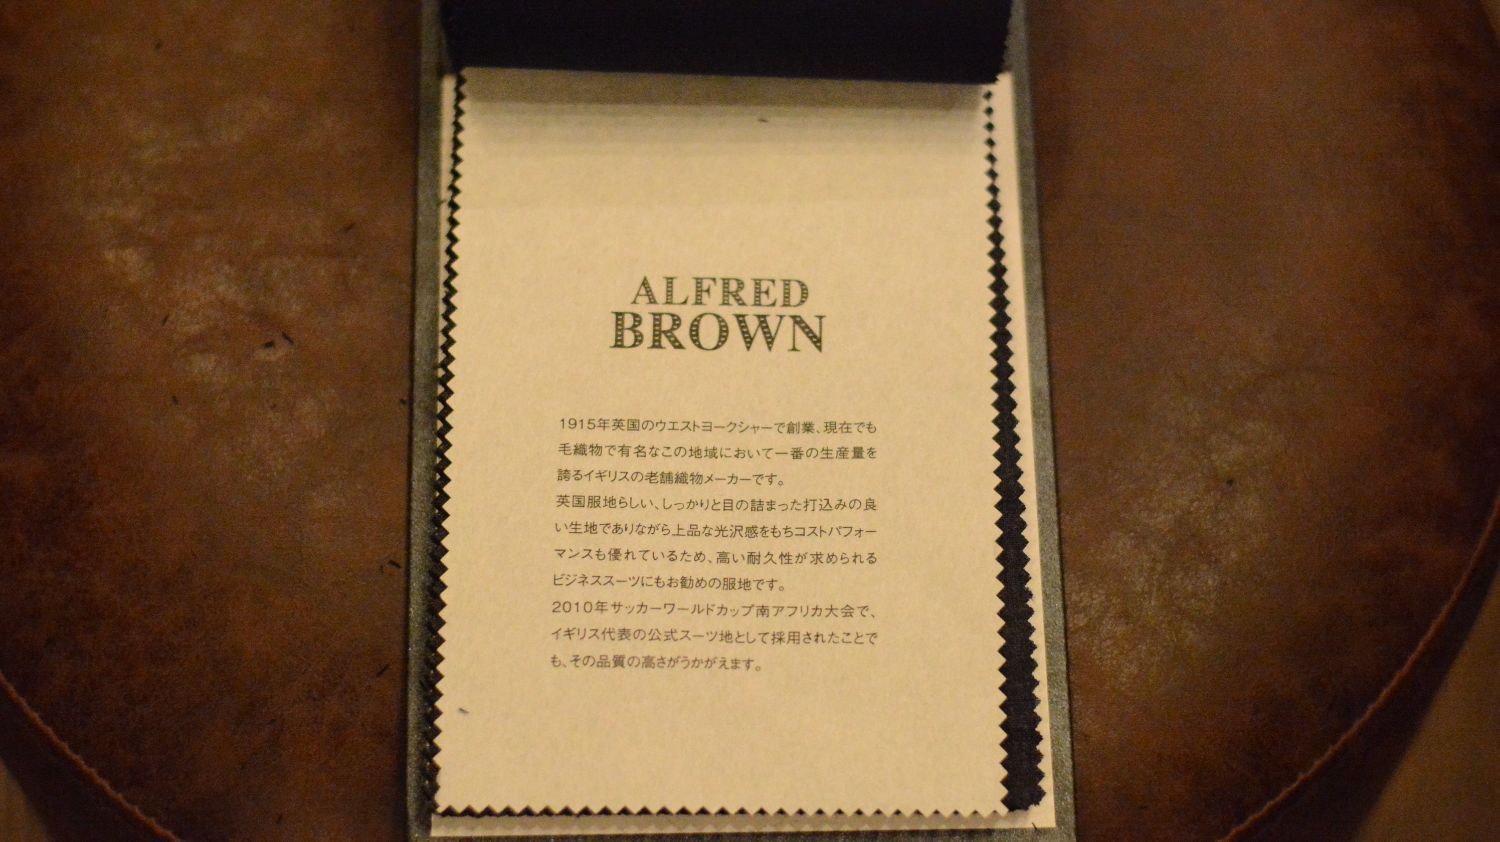 ALFRED
BROWN
1915年英国のウエストヨークシャーで創業、現在でも
毛織物で有名なこの地域において一番の生産量を
誇るイギリスの老舗織物メーカーです。
英国服地らしい、しっかりと目の詰まった打込みの良
い生地でありながら上品な光沢感をもちコストパフォー
マンスも優れているため、高い耐久性が求められる
ビジネススーツにもお勧めの服地です。
2010年サッカーワールドカップ南アフリカ大会で、
イギリス代表の公式スーツ地として採用されたことで
も、その品質の高さがうかがえます。